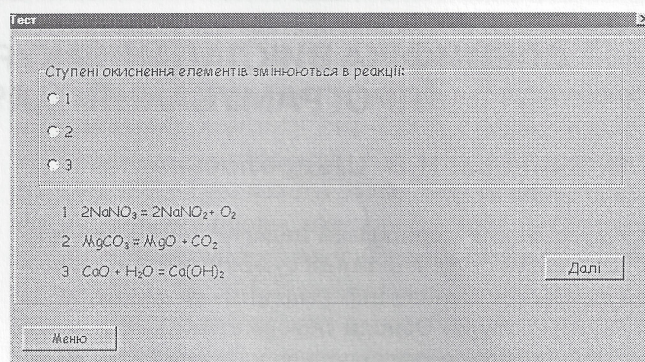 Тест
Ступені окиснення елементів змінюються в реакції:
1
2
3
1 2NaNO₃ = 2NaNO₂ + O₂
2 MgCO₃ = MgO + CO₂
3 CaO + H₂O = Ca(OH)₂
Далі
Меню